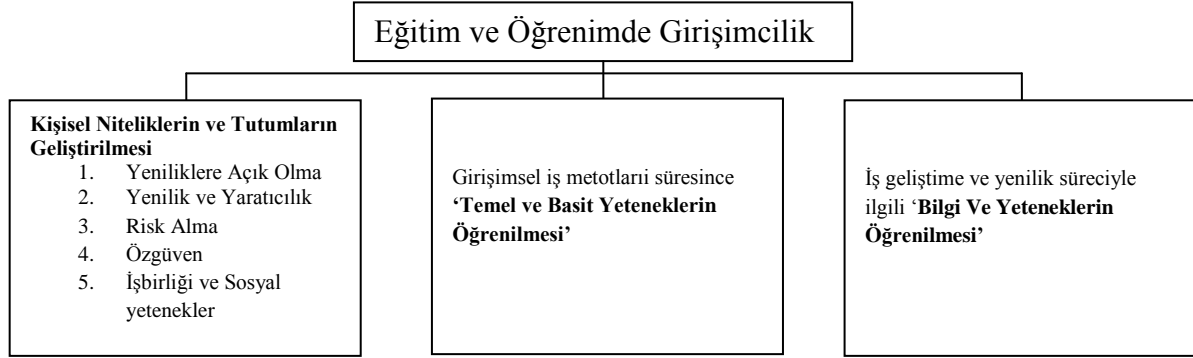 Eğitim ve Öğrenimde Girişimcilik
Kişisel Niteliklerin ve Tutumların
Geliştirilmesi
1. Yeniliklere Açık Olma
2. Yenilik ve Yaratıcılık
3. Risk Alma
4. Özgüven
5. İşbirliği ve Sosyal
yetenekler
Girişimsel iş metotlarıi süresince
‘Temel ve Basit Yeteneklerin
Öğrenilmesi’
İş geliştime ve yenilik süreciyle
ilgili ‘Bilgi Ve Yeteneklerin
Öğrenilmesi’